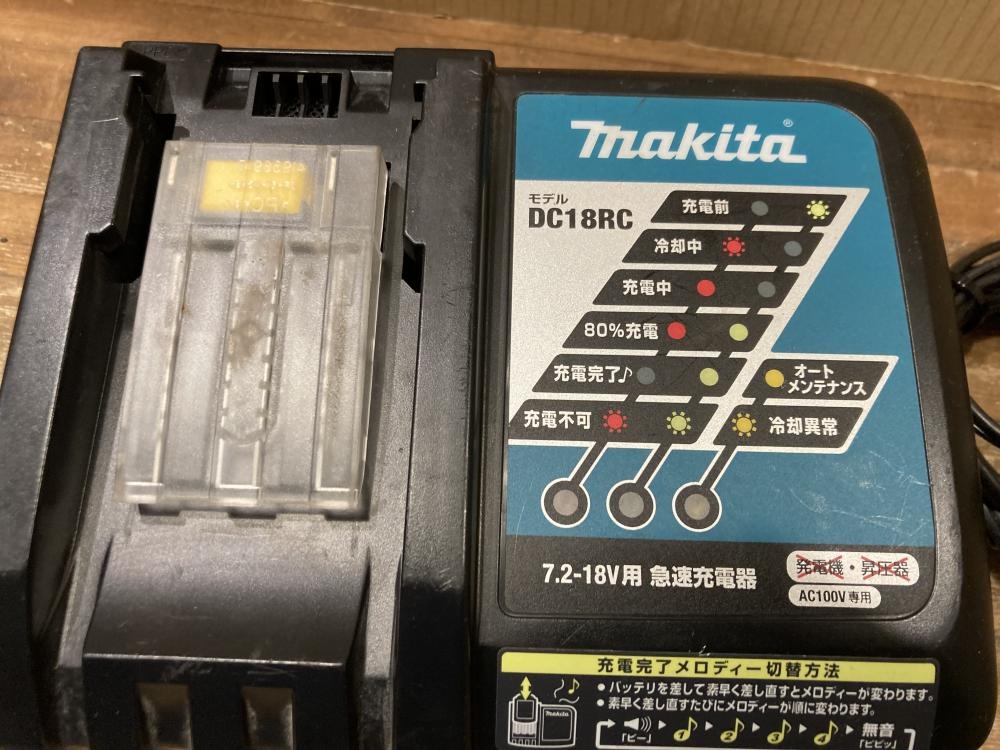 makita®
モデル
DC18RC
充電前
冷却中
充電中
80%充電
充電完了♪
オート
メンテナンス
充電不可
冷却異常
7.2-18V用 急速充電器
発電機・昇圧器
AC100V専用
充電完了メロディー切替方法
●バッテリを差して素早く差し直すとメロディーが変わります。
●素早く差し直すたびにメロディーが順に変わります。
「ピー」
1
2
3
4
無音
「ピピッ」